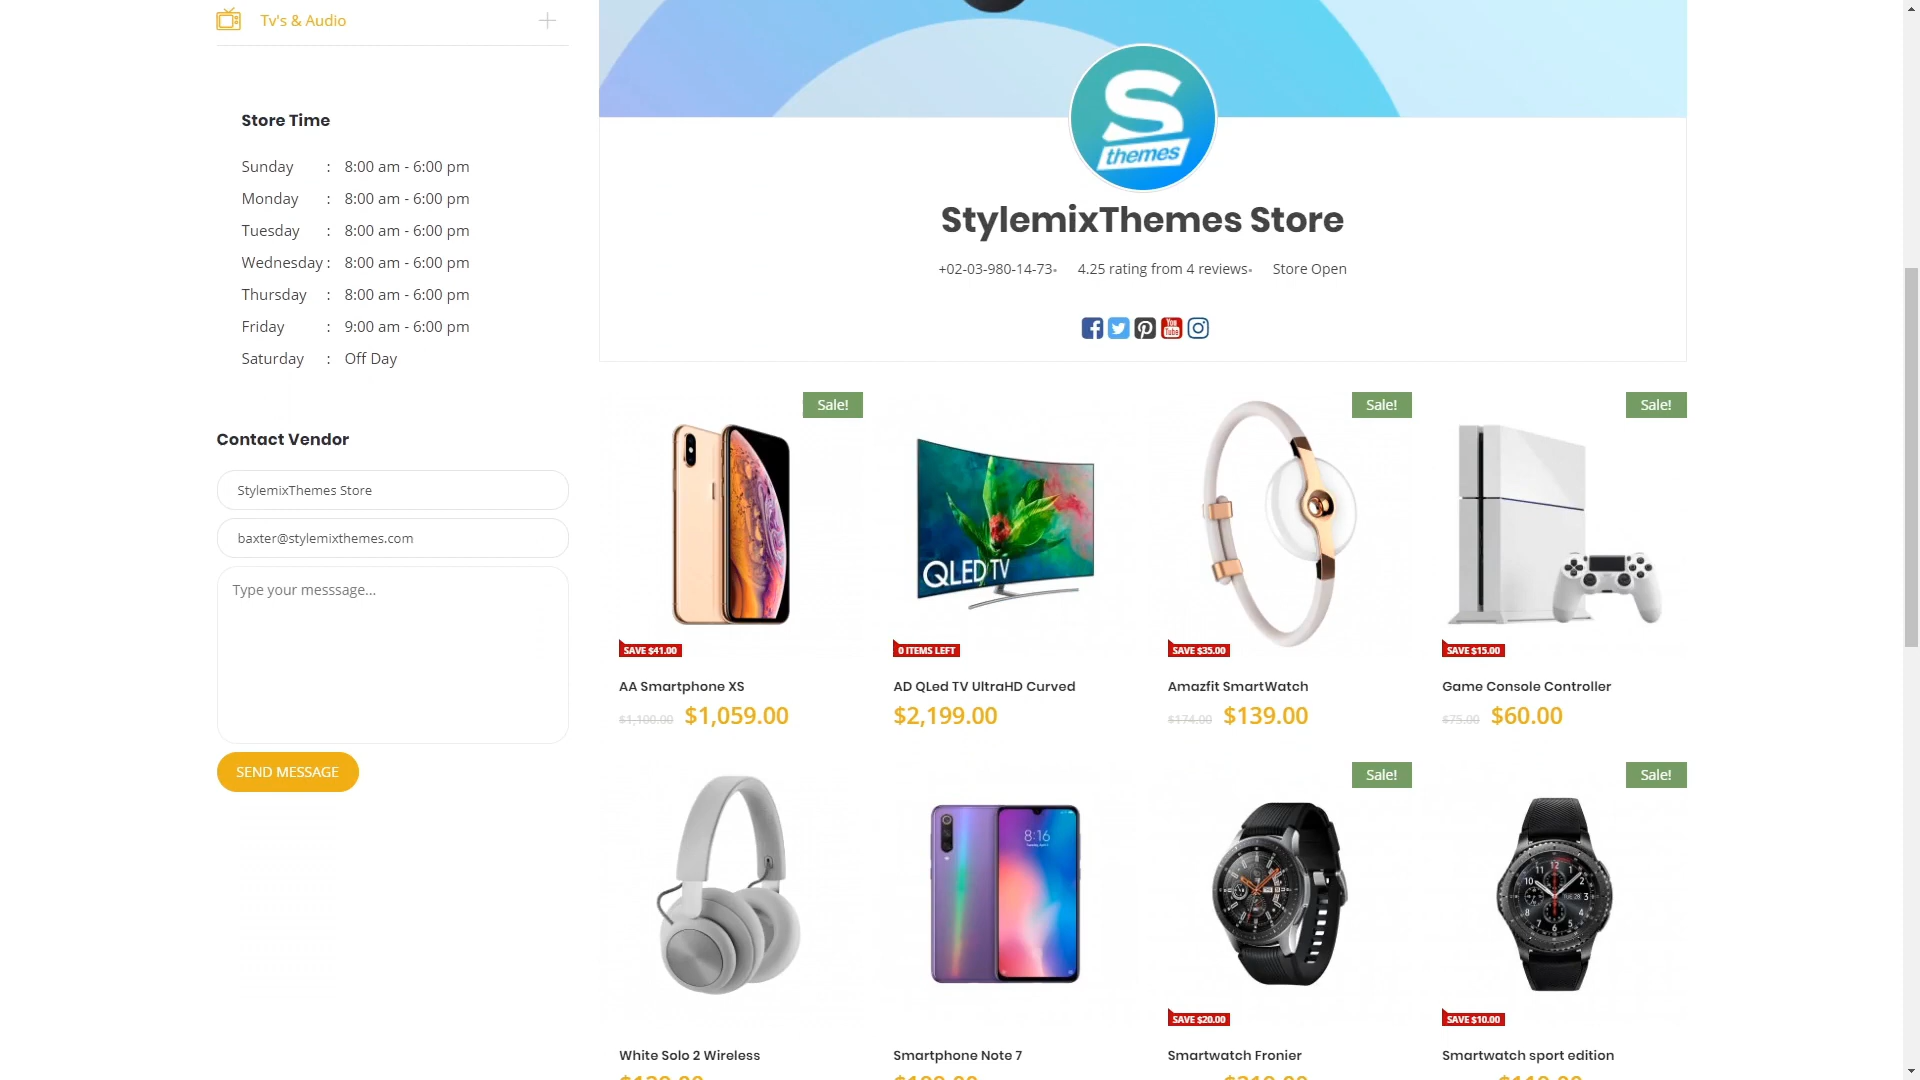 Tv's & Audio
Store Time
Sunday : 8:00 am - 6:00 pm
Monday : 8:00 am - 6:00 pm
Tuesday : 8:00 am - 6:00 pm
Wednesday : 8:00 am - 6:00 pm
Thursday : 8:00 am - 6:00 pm
Friday : 9:00 am - 6:00 pm
Saturday : Off Day
Contact Vendor
StylemixThemes Store
baxter@stylemixthemes.com
Type your messsage...
SEND MESSAGE
S
themes
StylemixThemes Store
+02-03-980-14-73 4.25 rating from 4 reviews Store Open
You
Tube
Sale!
Sale!
Sale!
QLED TV
SAVE $41.00
0 ITEMS LEFT
SAVE $35.00
SAVE $15.00
AA Smartphone XS
$1,100.00 $1,059.00
AD QLed TV UltraHD Curved
$2,199.00
Amazfit SmartWatch
$174.00 $139.00
Game Console Controller
$75.00 $60.00
Sale!
Sale!
8:16
SAVE $20.00
SAVE $10.00
White Solo 2 Wireless
Smartphone Note 7
Smartwatch Fronier
Smartwatch sport edition